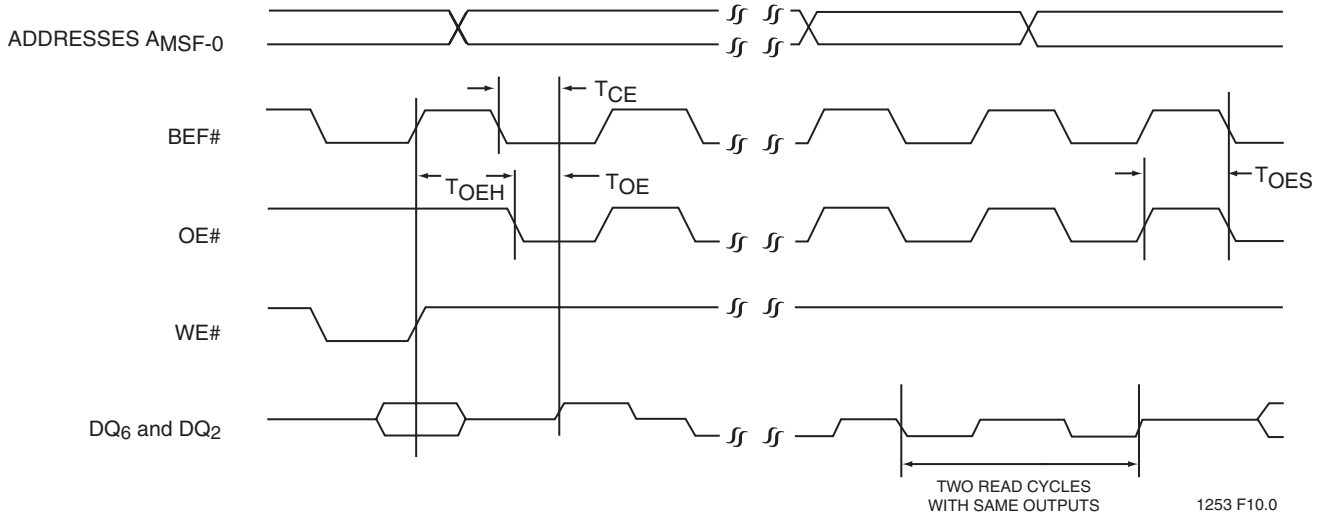 ADDRESSES AMSF-0
TCE
BEF#
TOEH
TOE
TOES
OE#
WE#
DQ6 and DQ2
TWO READ CYCLES
WITH SAME OUTPUTS
1253 F10.0